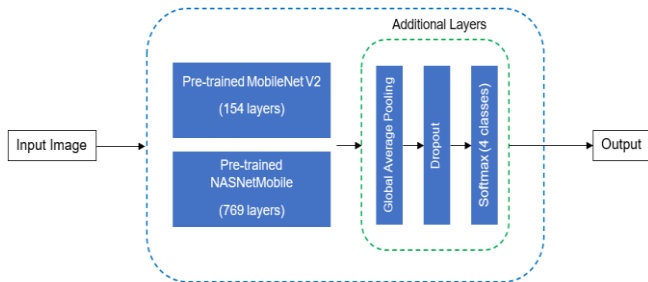 Additional Layers
Pre-trained MobileNet V2
(154 layers)
Pre-trained
NASNetMobile
(769 layers)
Input Image
Global Average Pooling
Dropout
Softmax (4 classes)
Output